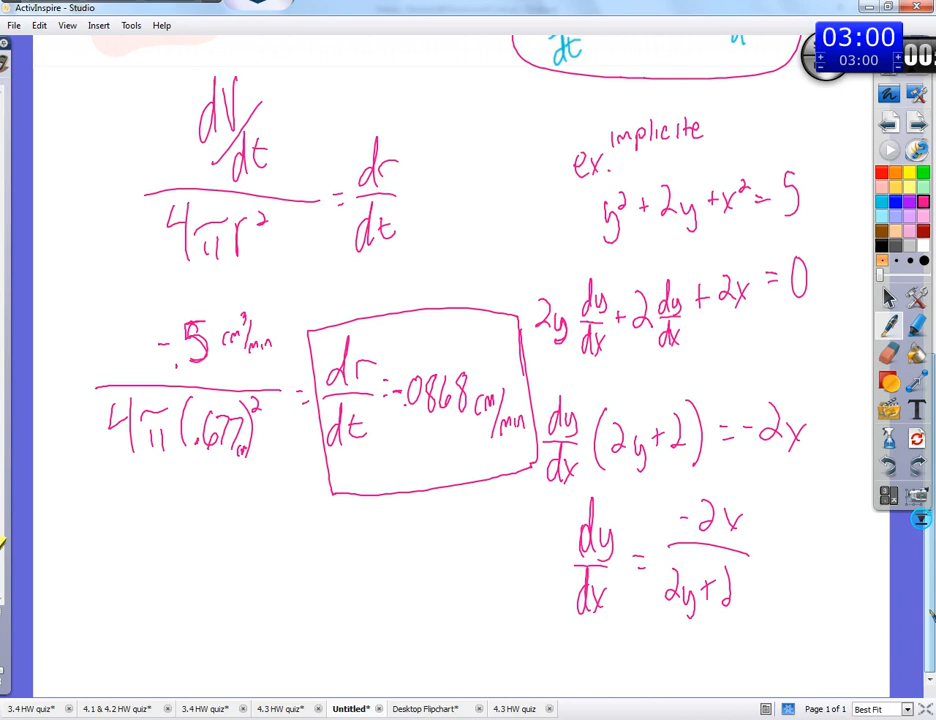 ActivInspire - Studio
File Edit View Insert Tools Help
03:00
03:00
dt
dV/dt
4πr² = dr/dt
-.5 cm³/min
4π(.677cm)² = dr/dt = -.0868 cm/min
ex. implicite
y² + 2y + x² = 5
2y dy/dx + 2 dy/dx + 2x = 0
dy/dx (2y+2) = -2x
dy/dx = -2x
2y+2
3.4 HW quiz* 4.1 & 4.2 HW quiz* 3.4 HW quiz* 4.3 HW quiz* Untitled* Desktop Flipchart* 4.3 HW quiz Page 1 of 1 Best Fit